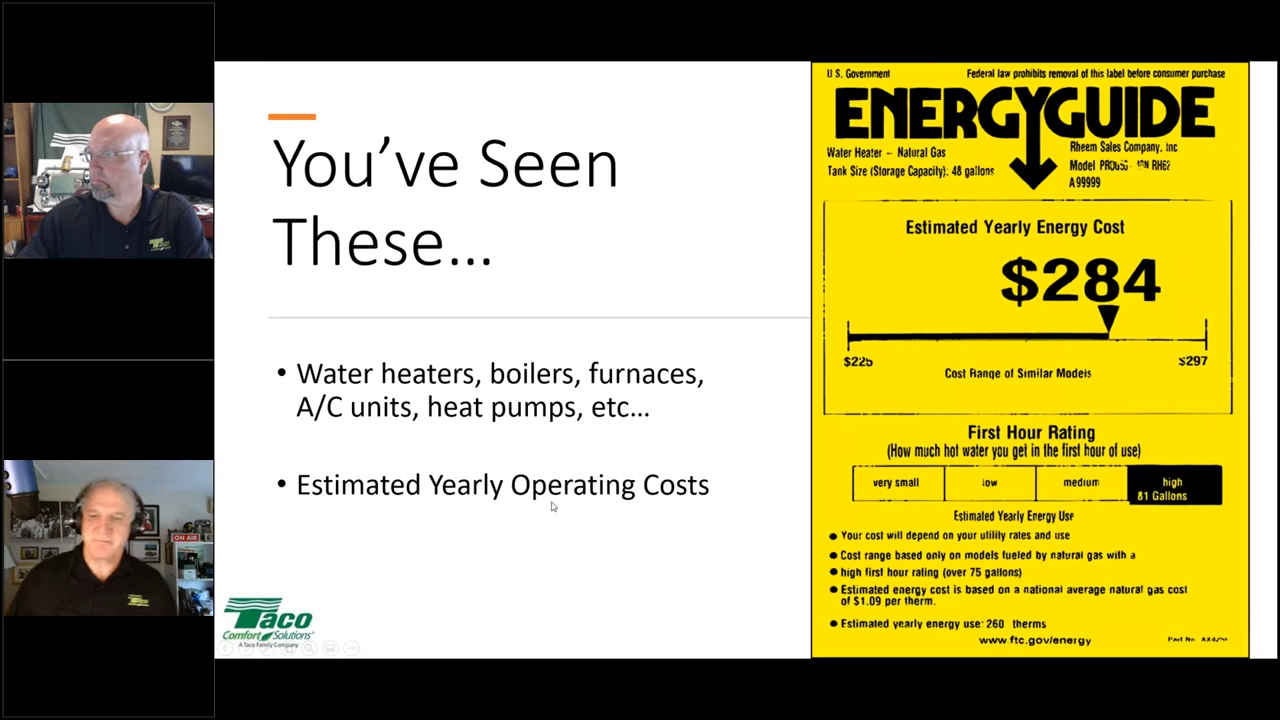 You've Seen
These...
• Water heaters, boilers, furnaces,
A/C units, heat pumps, etc...
• Estimated Yearly Operating Costs
Taco
Comfort Solutions®
A Taco Family Company
U.S. Government
Federal law prohibits removal of this label before consumer purchase
ENERGYGUIDE
Water Heater - Natural Gas
Tank Size (Storage Capacity): 48 gallons
Rheem Sales Company, Inc
Model
RH62
A99999
Estimated Yearly Energy Cost
$284
$225
$297
Cost Range of Similar Models
First Hour Rating
(How much hot water you get in the first hour of use)
very small
low
medium
high
81 Gallons
Estimated Yearly Energy Use
● Your cost will depend on your utility rates and use
● Cost range based only on models fueled by natural gas with a
● high first hour rating (over 75 gallons)
● Estimated energy cost is based on a national average natural gas cost
of $1.09 per therm.
● Estimated yearly energy use: 260 therms
www.ftc.gov/energy
Part No.
Taco
ON AIR